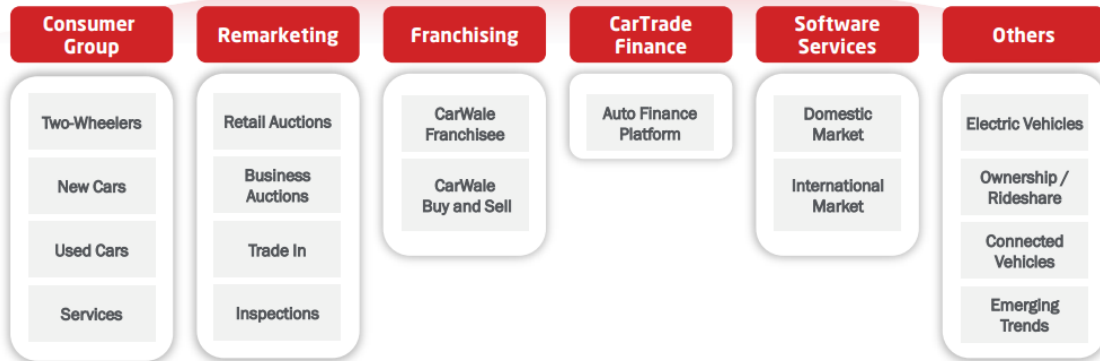 Consumer
Group
Two-Wheelers
New Cars
Used Cars
Services
Remarketing
Retail Auctions
Business
Auctions
Trade In
Inspections
Franchising
CarWale
Franchisee
CarWale
Buy and Sell
CarTrade
Finance
Auto Finance
Platform
Software
Services
Domestic
Market
International
Market
Others
Electric Vehicles
Ownership /
Rideshare
Connected
Vehicles
Emerging
Trends